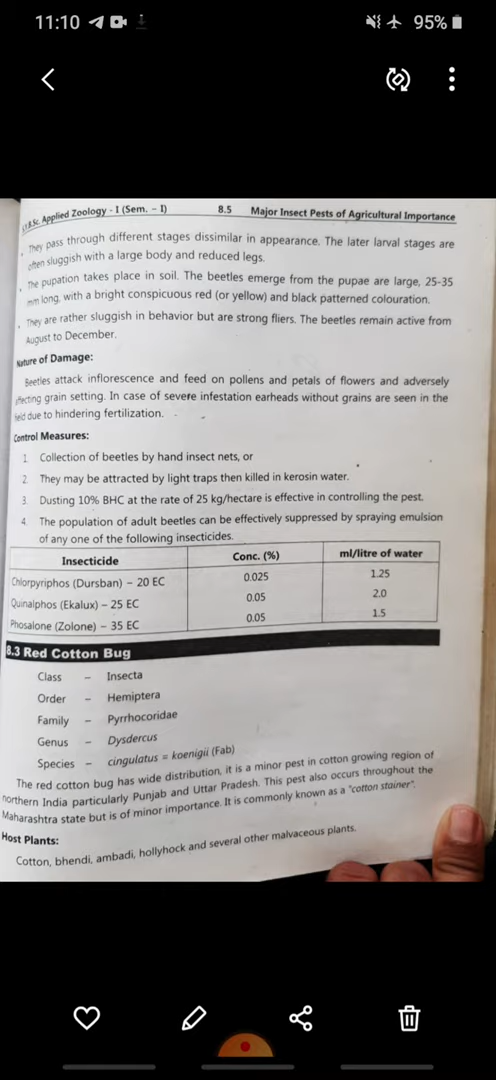 11:10
95%
S.Y.B.Sc. Applied Zoology - I (Sem. - I) 8.5 Major Insect Pests of Agricultural Importance
They pass through different stages dissimilar in appearance. The later larval stages are
often sluggish with a large body and reduced legs.
The pupation takes place in soil. The beetles emerge from the pupae are large, 25-35
mm long, with a bright conspicuous red (or yellow) and black patterned colouration.
They are rather sluggish in behavior but are strong fliers. The beetles remain active from
August to December.
Nature of Damage:
Beetles attack inflorescence and feed on pollens and petals of flowers and adversely
affecting grain setting. In case of severe infestation earheads without grains are seen in the
field due to hindering fertilization.
Control Measures:
1. Collection of beetles by hand insect nets, or
2. They may be attracted by light traps then killed in kerosin water.
3. Dusting 10% BHC at the rate of 25 kg/hectare is effective in controlling the pest.
4. The population of adult beetles can be effectively suppressed by spraying emulsion
of any one of the following insecticides.
Insecticide Conc. (%) ml/litre of water
Chlorpyriphos (Dursban) – 20 EC 0.025 1.25
Quinalphos (Ekalux) – 25 EC 0.05 2.0
Phosalone (Zolone) – 35 EC 0.05 1.5
8.3 Red Cotton Bug
Class – Insecta
Order – Hemiptera
Family – Pyrrhocoridae
Genus – Dysdercus
Species – cingulatus = koenigii (Fab)
The red cotton bug has wide distribution, it is a minor pest in cotton growing region of
northern India particularly Punjab and Uttar Pradesh. This pest also occurs throughout the
Maharashtra state but is of minor importance. It is commonly known as a "cotton stainer".
Host Plants:
Cotton, bhendi, ambadi, hollyhock and several other malvaceous plants.